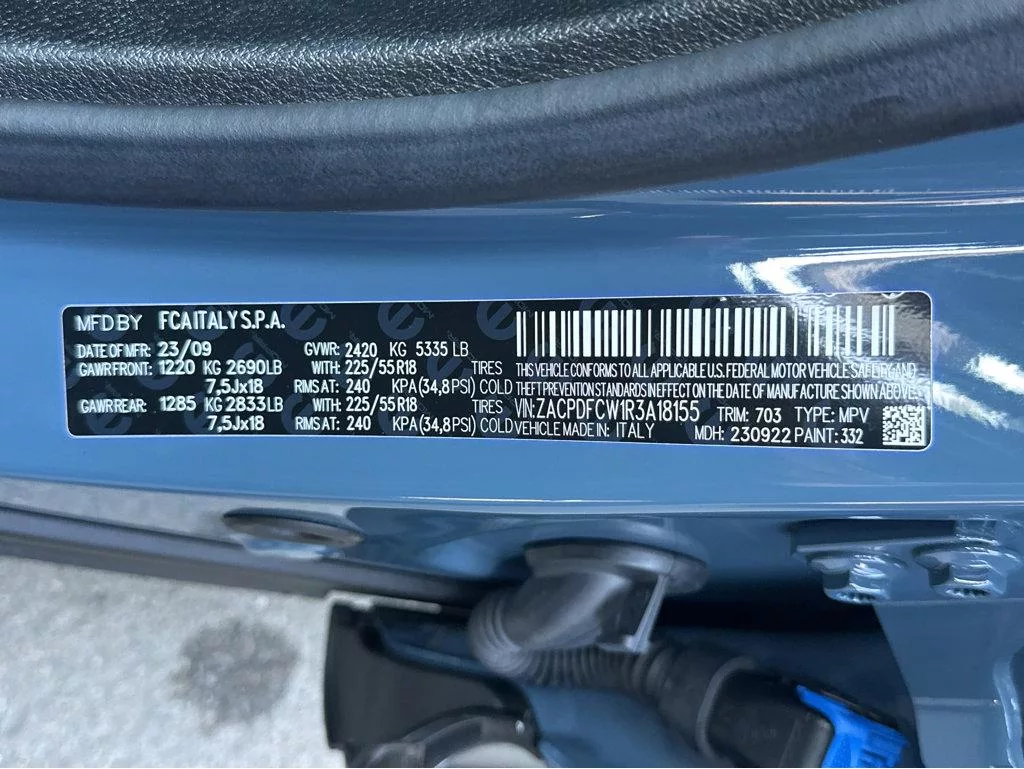 MFD BY FCA ITALY S.P.A.
DATE OF MFR: 23/09 GVWR: 2420 KG 5335 LB
GAWR FRONT: 1220 KG 2690LB WITH: 225/55R18 TIRES
7,5Jx18 RIMS AT: 240 KPA (34,8PSI) COLD
GAWR REAR: 1285 KG 2833LB WITH: 225/55R18 TIRES
7,5Jx18 RIMS AT: 240 KPA (34,8PSI) COLD
THIS VEHICLE CONFORMS TO ALL APPLICABLE U.S. FEDERAL MOTOR VEHICLE SAFETY AND
THEFT PREVENTION STANDARDS IN EFFECT ON THE DATE OF MANUFACTURE SHOWN ABOVE.
VIN: ZACPDFCW1R3A18155 TRIM: 703 TYPE: MPV
VEHICLE MADE IN: ITALY MDH: 230922 PAINT: 332